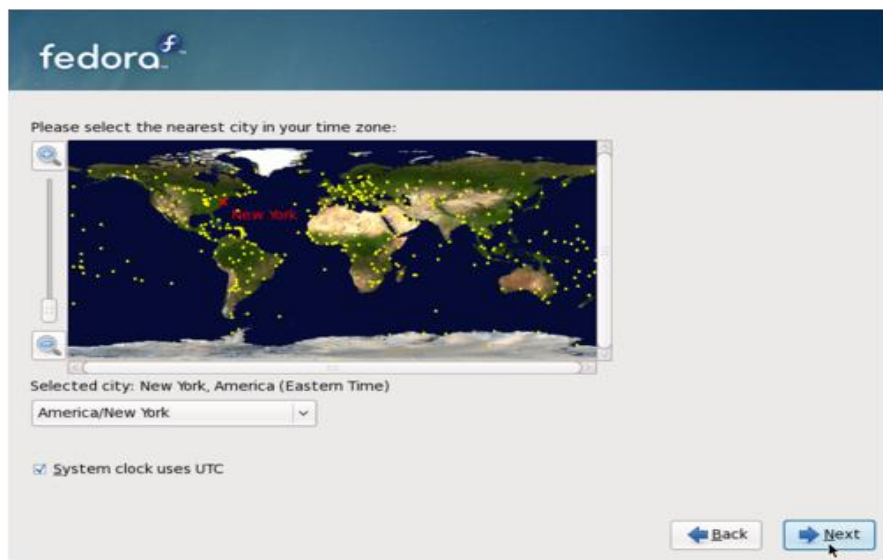 fedora
Please select the nearest city in your time zone:
New York
Selected city: New York, America (Eastern Time)
America/New York
System clock uses UTC
Back
Next